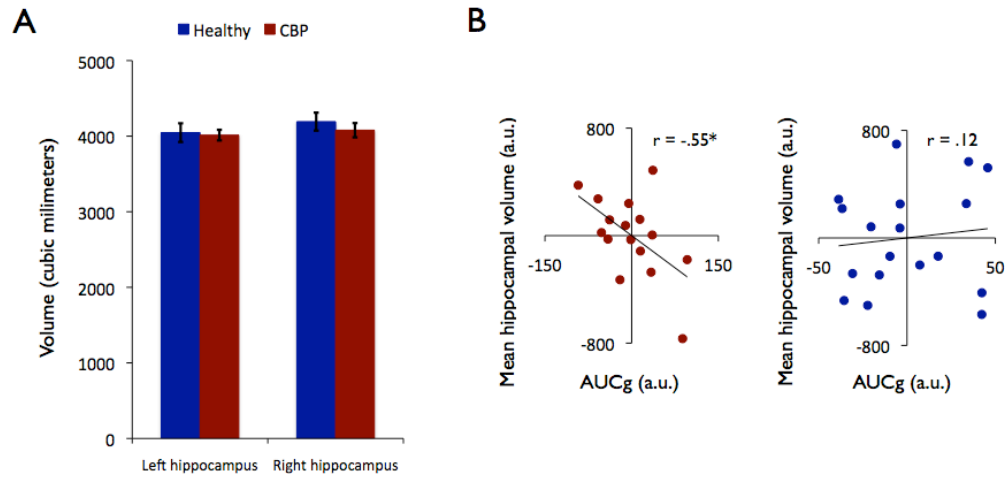 A
Healthy CBP
Volume (cubic milimeters)
5000
4000
3000
2000
1000
0
Left hippocampus Right hippocampus
B
Mean hippocampal volume (a.u.)
800
r = -.55*
-150 150
-800
AUCg (a.u.)
Mean hippocampal volume (a.u.)
800
r = .12
-50 50
-800
AUCg (a.u.)